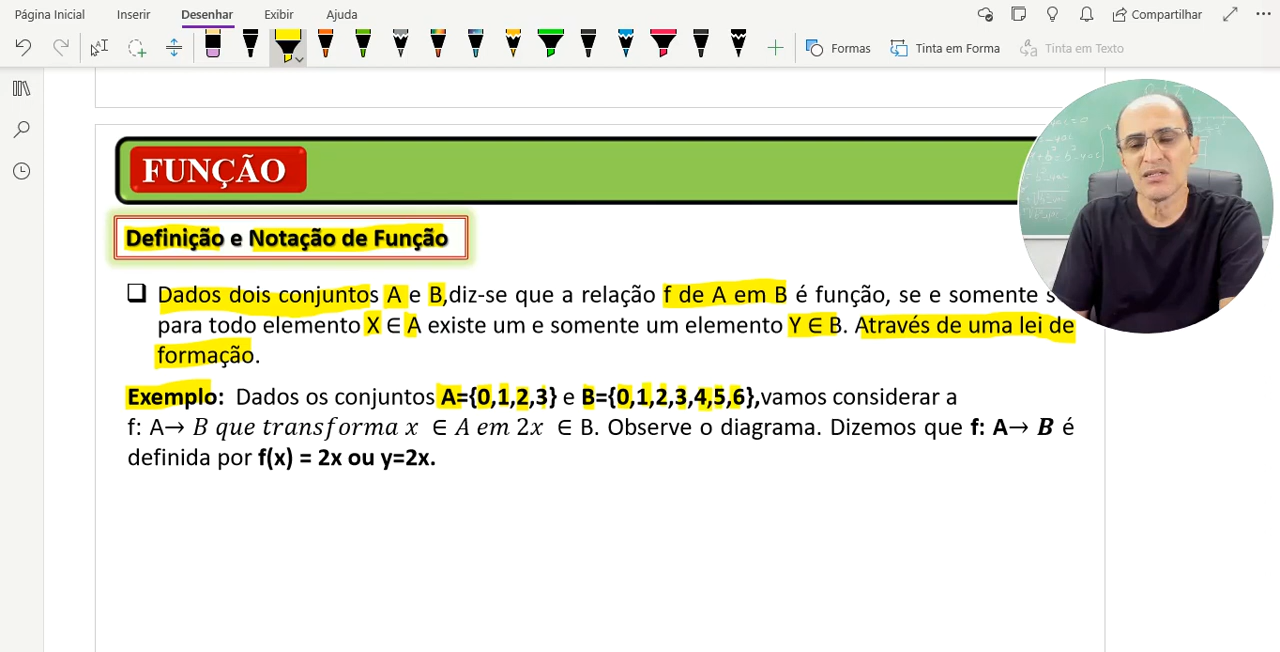 Página Inicial Inserir Desenhar Exibir Ajuda Compartilhar
Formas Tinta em Forma Tinta em Texto
FUNÇÃO
Definição e Notação de Função
Dados dois conjuntos A e B,diz-se que a relação f de A em B é função, se e somente
para todo elemento X ∈ A existe um e somente um elemento Y ∈ B. Através de uma lei de
formação.
Exemplo: Dados os conjuntos A={0,1,2,3} e B={0,1,2,3,4,5,6},vamos considerar a
f: A→ B que transforma x ∈ A em 2x ∈ B. Observe o diagrama. Dizemos que f: A→ B é
definida por f(x) = 2x ou y=2x.